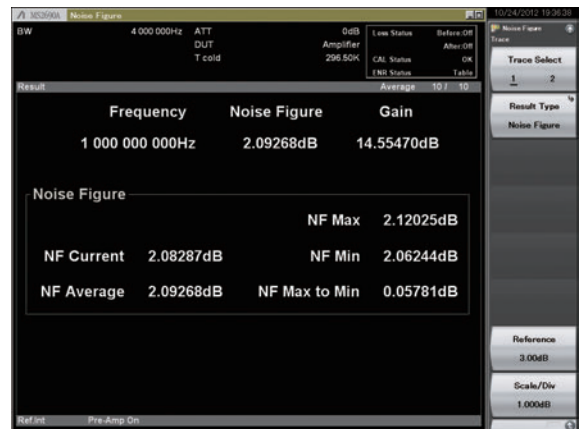 MS2690A Noise Figure
10/24/2012 19:36:39
BW 4 000 000Hz ATT 0dB
DUT Amplifier
T cold 296.50K
Loss Status Before:Off
After:Off
CAL Status OK
ENR Status Table
Result Average 10 / 10
Frequency Noise Figure Gain
1 000 000 000Hz 2.09268dB 14.55470dB
Noise Figure
NF Max 2.12025dB
NF Current 2.08287dB NF Min 2.06244dB
NF Average 2.09268dB NF Max to Min 0.05781dB
Ref.Int Pre-Amp On
Noise Figure
Trace
Trace Select
1 2
Result Type
Noise Figure
Reference
3.00dB
Scale/Div
1.000dB